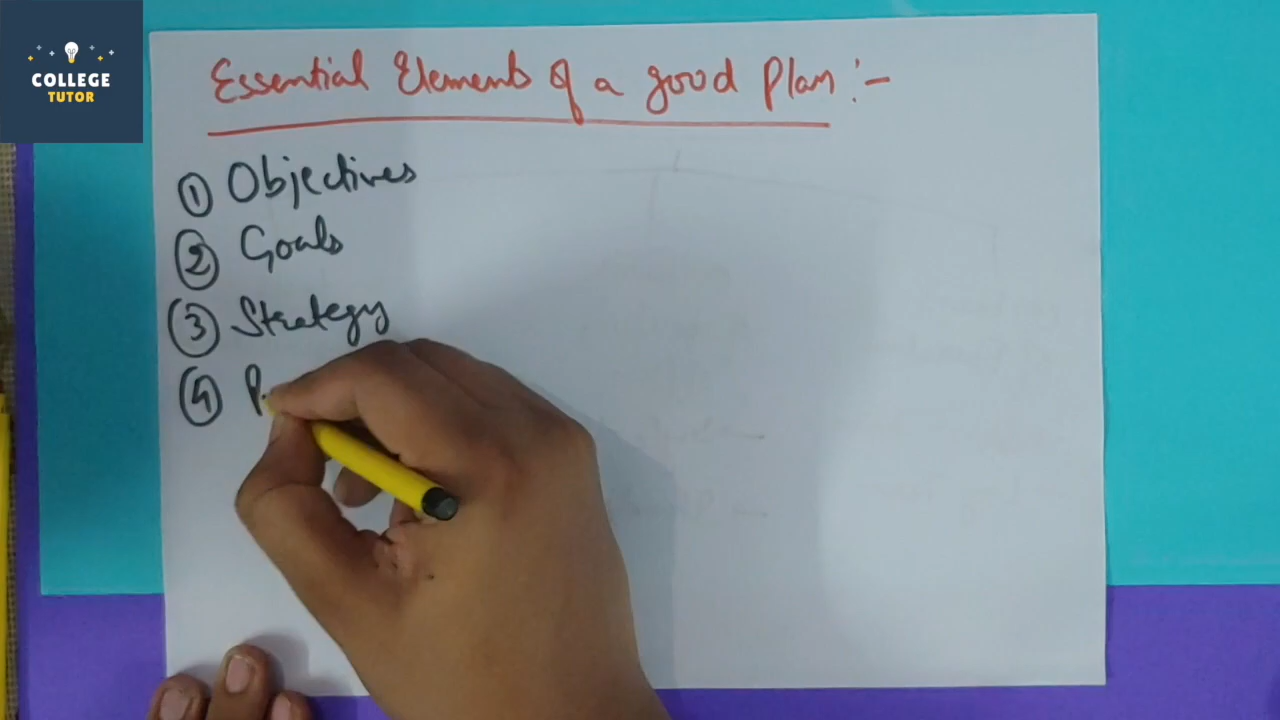 COLLEGE
TUTOR
Essential Elements of a good Plan:-
① Objectives
② Goals
③ Strategy
④ P